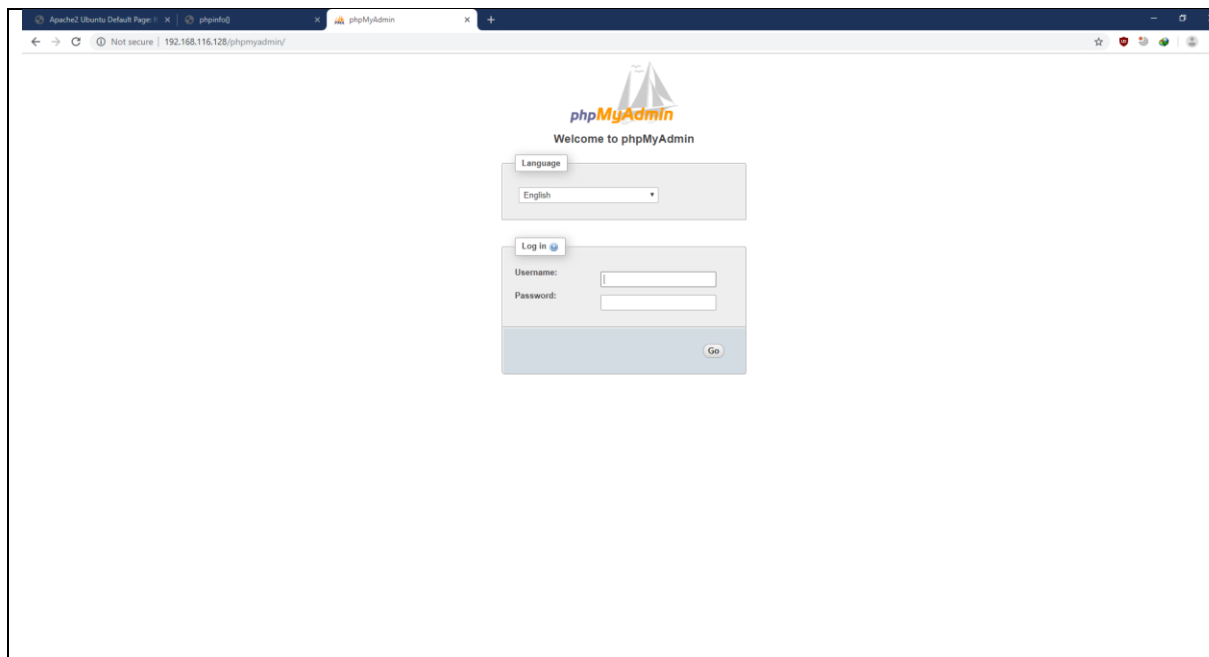 Apache2 Ubuntu Default Page: It
phpinfo()
phpMyAdmin
Not secure | 192.168.116.128/phpmyadmin/
phpMyAdmin
Welcome to phpMyAdmin
Language
English
Log in
Username:
Password:
Go